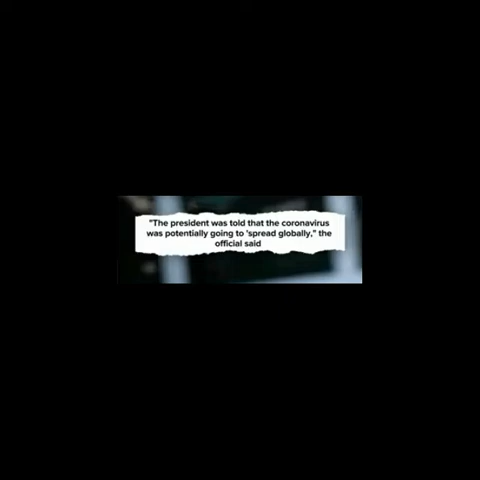 "The president was told that the coronavirus
was potentially going to 'spread globally," the
official said